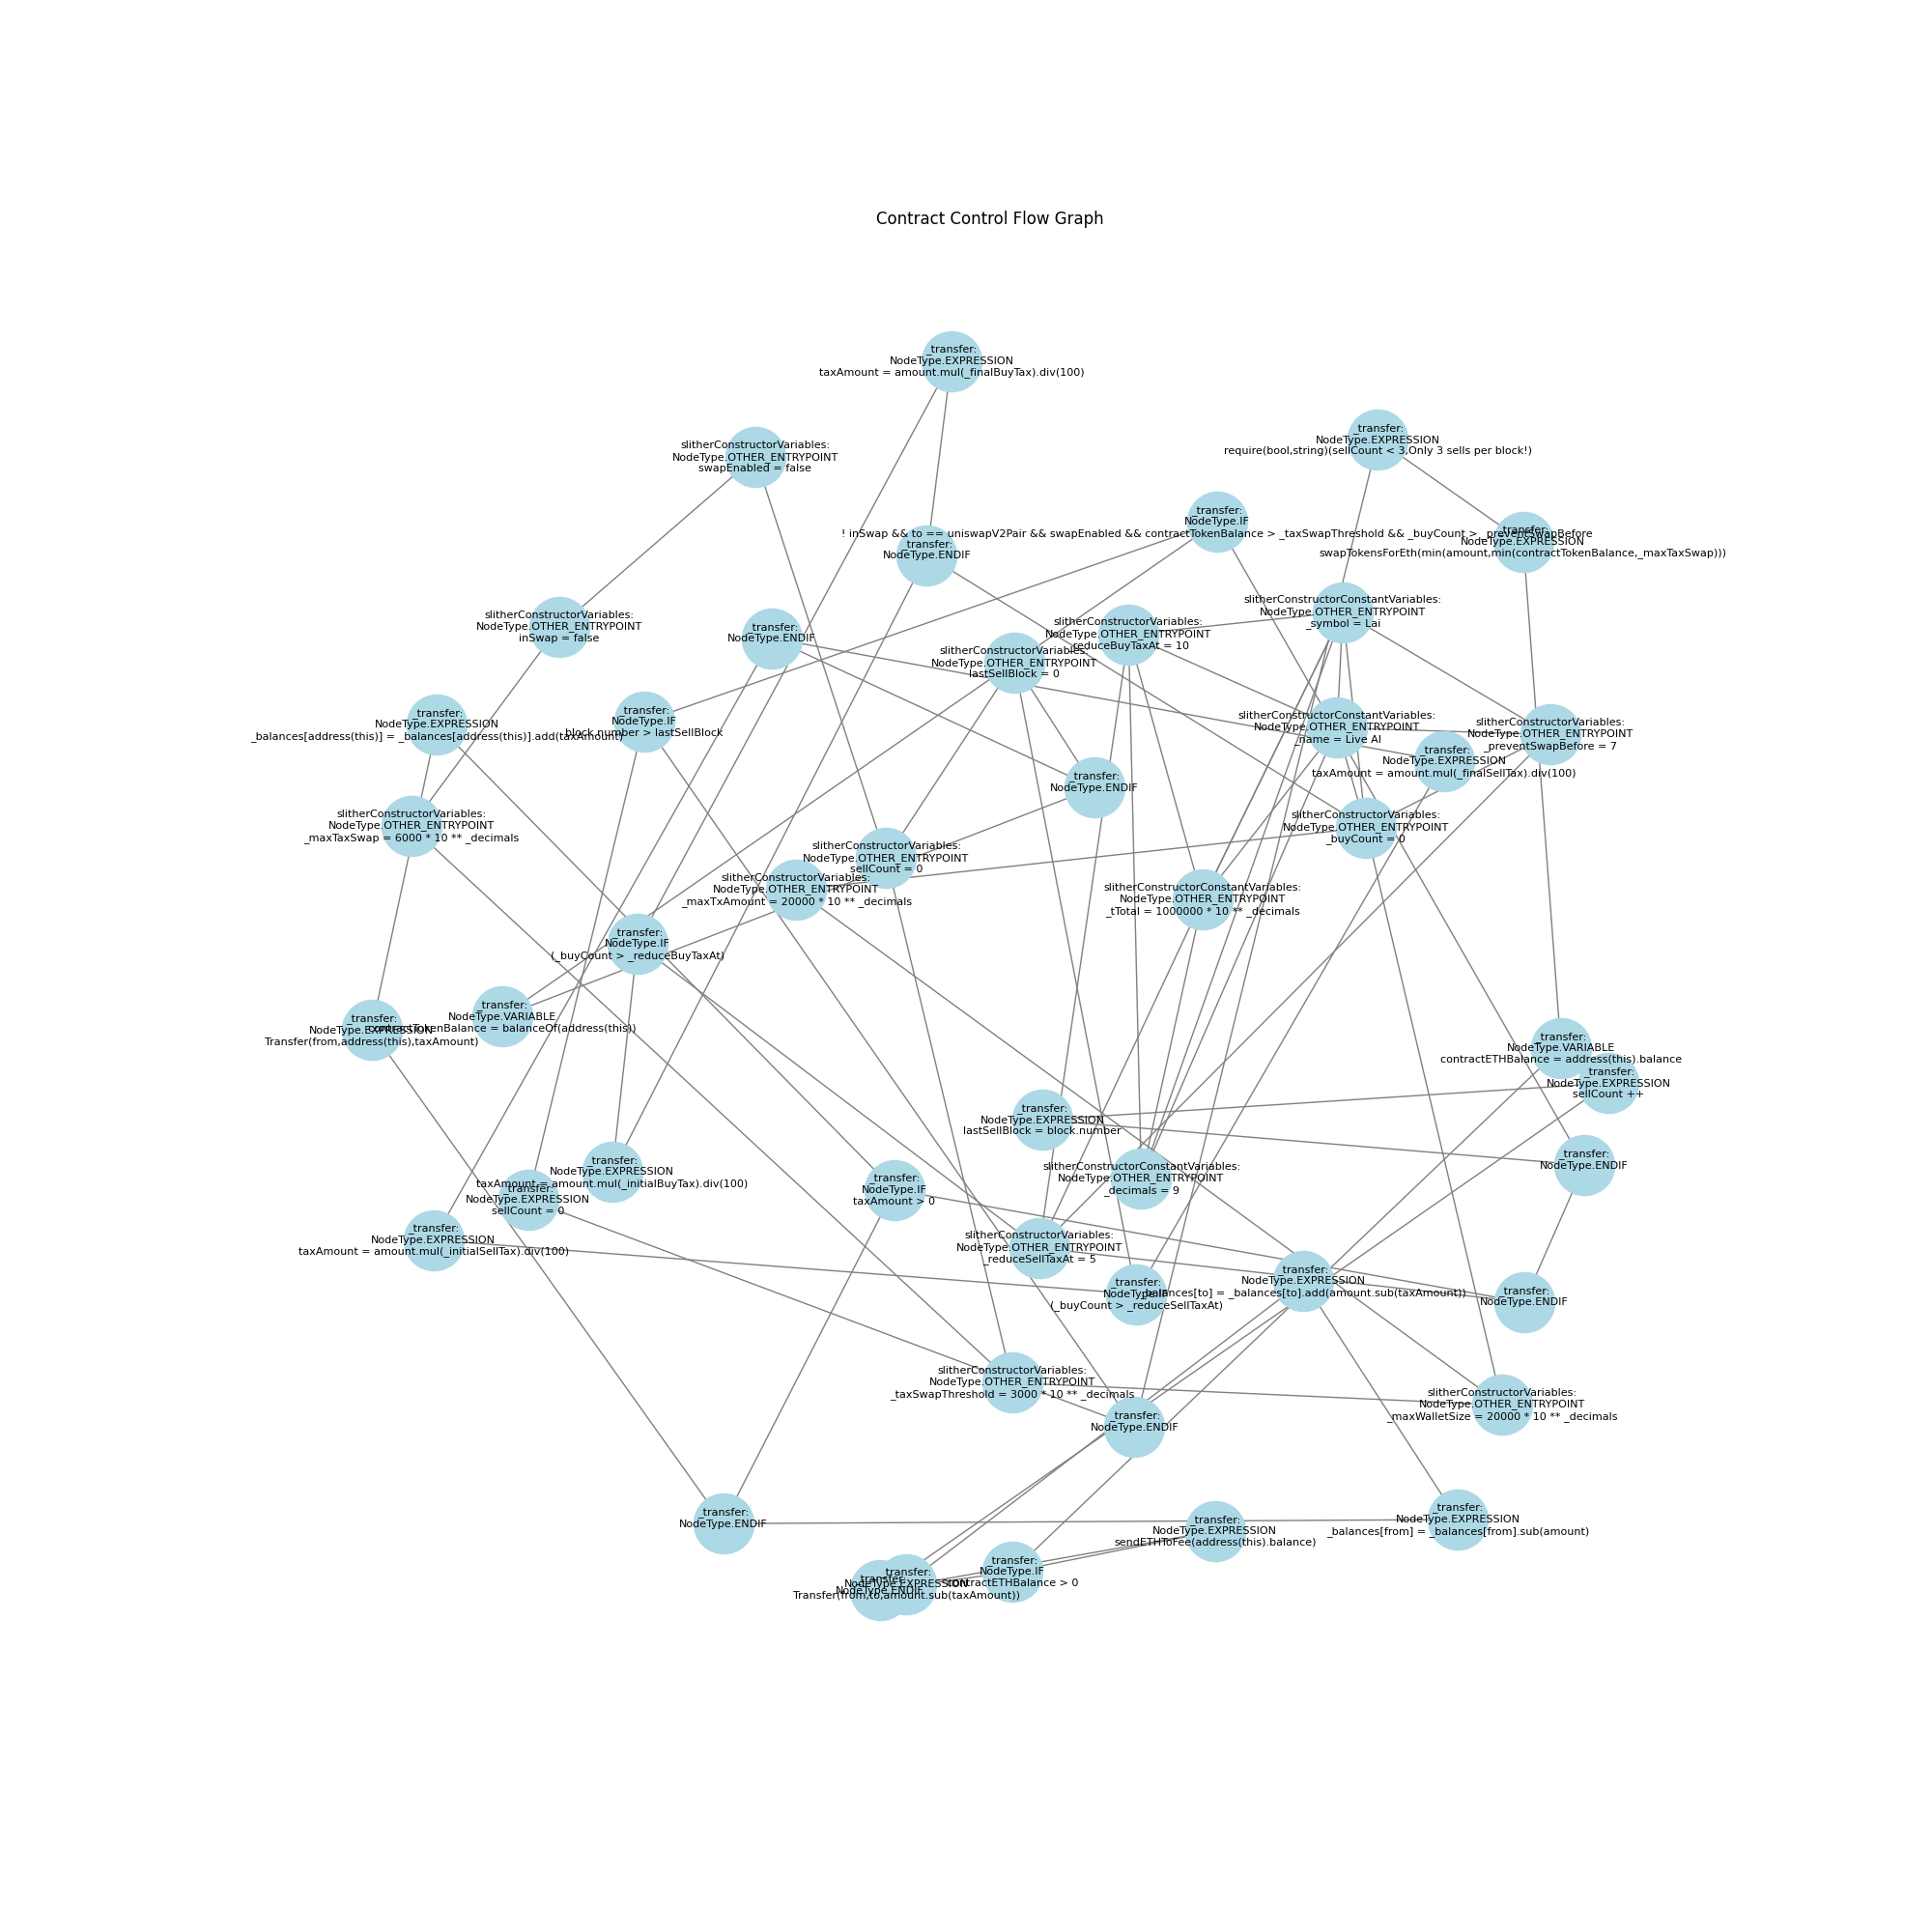 Contract Control Flow Graph
_transfer:
NodeType.EXPRESSION
taxAmount = amount.mul(_finalBuyTax).div(100)
_transfer:
NodeType.EXPRESSION
require(bool,string)(sellCount < 3,Only 3 sells per block!)
slitherConstructorVariables:
NodeType.OTHER_ENTRYPOINT
swapEnabled = false
_transfer:
NodeType.IF
! inSwap && to == uniswapV2Pair && swapEnabled && contractTokenBalance > _taxSwapThreshold && _buyCount > _preventSwapBefore
_transfer:
NodeType.EXPRESSION
swapTokensForEth(min(amount,min(contractTokenBalance,_maxTaxSwap)))
_transfer:
NodeType.ENDIF
slitherConstructorConstantVariables:
NodeType.OTHER_ENTRYPOINT
_symbol = Lai
slitherConstructorVariables:
NodeType.OTHER_ENTRYPOINT
inSwap = false
slitherConstructorVariables:
NodeType.OTHER_ENTRYPOINT
_reduceBuyTaxAt = 10
_transfer:
NodeType.ENDIF
slitherConstructorVariables:
NodeType.OTHER_ENTRYPOINT
lastSellBlock = 0
_transfer:
NodeType.EXPRESSION
_balances[address(this)] = _balances[address(this)].add(taxAmount)
_transfer:
NodeType.IF
block.number > lastSellBlock
slitherConstructorConstantVariables:
NodeType.OTHER_ENTRYPOINT
_name = Live AI
slitherConstructorVariables:
NodeType.OTHER_ENTRYPOINT
_preventSwapBefore = 7
_transfer:
NodeType.EXPRESSION
taxAmount = amount.mul(_finalSellTax).div(100)
_transfer:
NodeType.ENDIF
slitherConstructorVariables:
NodeType.OTHER_ENTRYPOINT
_maxTaxSwap = 6000 * 10 ** _decimals
slitherConstructorVariables:
NodeType.OTHER_ENTRYPOINT
_buyCount = 0
slitherConstructorVariables:
NodeType.OTHER_ENTRYPOINT
sellCount = 0
slitherConstructorVariables:
NodeType.OTHER_ENTRYPOINT
_maxTxAmount = 20000 * 10 ** _decimals
slitherConstructorConstantVariables:
NodeType.OTHER_ENTRYPOINT
_tTotal = 1000000 * 10 ** _decimals
_transfer:
NodeType.IF
(_buyCount > _reduceBuyTaxAt)
_transfer:
NodeType.VARIABLE
contractTokenBalance = balanceOf(address(this))
_transfer:
NodeType.EXPRESSION
Transfer(from,address(this),taxAmount)
_transfer:
NodeType.VARIABLE
contractETHBalance = address(this).balance
_transfer:
NodeType.EXPRESSION
sellCount ++
_transfer:
NodeType.EXPRESSION
lastSellBlock = block.number
_transfer:
NodeType.ENDIF
_transfer:
NodeType.EXPRESSION
taxAmount = amount.mul(_initialBuyTax).div(100)
slitherConstructorConstantVariables:
NodeType.OTHER_ENTRYPOINT
_decimals = 9
_transfer:
NodeType.IF
taxAmount > 0
_transfer:
NodeType.EXPRESSION
sellCount = 0
_transfer:
NodeType.EXPRESSION
taxAmount = amount.mul(_initialSellTax).div(100)
slitherConstructorVariables:
NodeType.OTHER_ENTRYPOINT
_reduceSellTaxAt = 5
_transfer:
NodeType.EXPRESSION
_balances[to] = _balances[to].add(amount.sub(taxAmount))
_transfer:
NodeType.IF
(_buyCount > _reduceSellTaxAt)
_transfer:
NodeType.ENDIF
slitherConstructorVariables:
NodeType.OTHER_ENTRYPOINT
_taxSwapThreshold = 3000 * 10 ** _decimals
slitherConstructorVariables:
NodeType.OTHER_ENTRYPOINT
_maxWalletSize = 20000 * 10 ** _decimals
_transfer:
NodeType.ENDIF
_transfer:
NodeType.ENDIF
_transfer:
NodeType.EXPRESSION
_balances[from] = _balances[from].sub(amount)
_transfer:
NodeType.EXPRESSION
sendETHToFee(address(this).balance)
_transfer:
NodeType.IF
contractETHBalance > 0
_transfer:
NodeType.EXPRESSION
Transfer(from,to,amount.sub(taxAmount))
_transfer:
NodeType.ENDIF